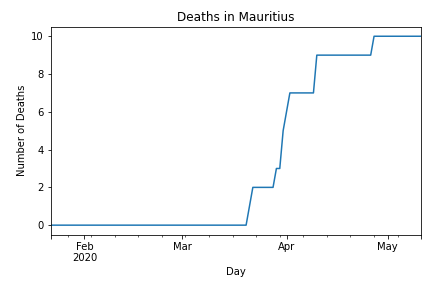 Deaths in Mauritius
10
8
6
4
2
0
Number of Deaths
Feb
2020
Mar
Apr
May
Day